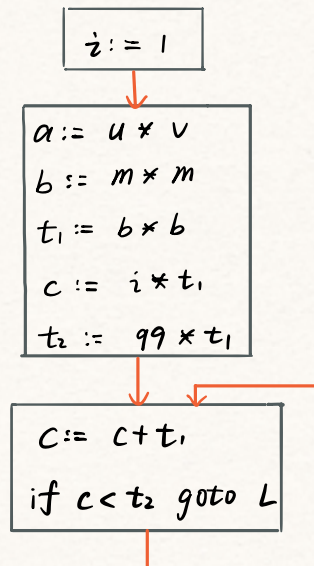 i := 1
a := u * v
b := m * m
t₁ := b * b
c := i * t₁
t₂ := 99 * t₁
C := c + t₁
if c < t₂ goto L